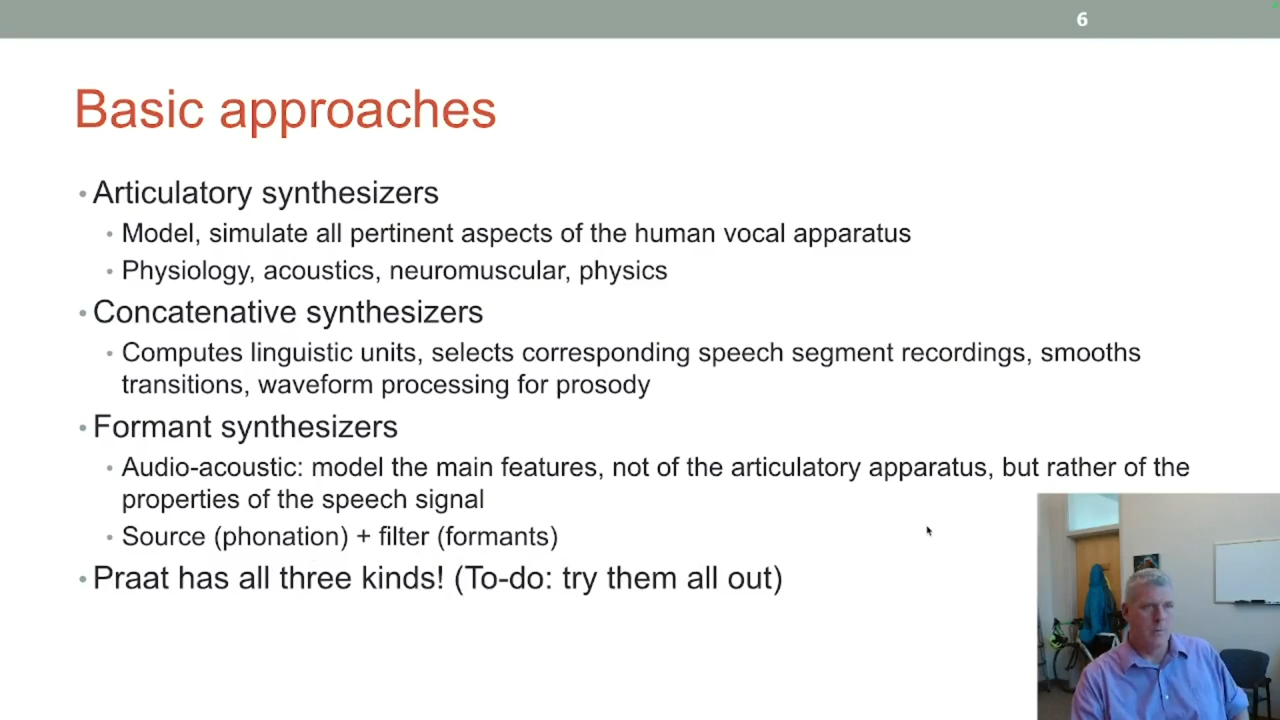 6
Basic approaches
• Articulatory synthesizers
• Model, simulate all pertinent aspects of the human vocal apparatus
• Physiology, acoustics, neuromuscular, physics
• Concatenative synthesizers
• Computes linguistic units, selects corresponding speech segment recordings, smooths
transitions, waveform processing for prosody
• Formant synthesizers
• Audio-acoustic: model the main features, not of the articulatory apparatus, but rather of the
properties of the speech signal
• Source (phonation) + filter (formants)
• Praat has all three kinds! (To-do: try them all out)